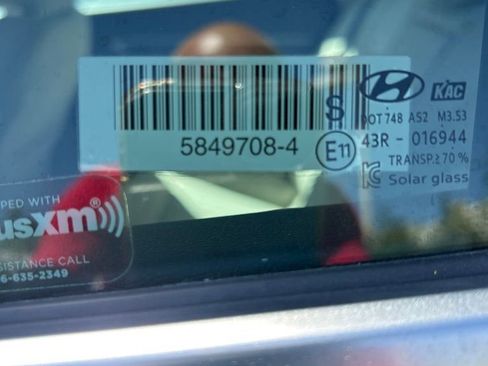 S
5849708-4
E11
KAC
DOT 748 AS2 M3.53
43R - 016944
TRANSP.≥70 %
Solar glass
PED WITH
usxm®
SISTANCE CALL
6-635-2349